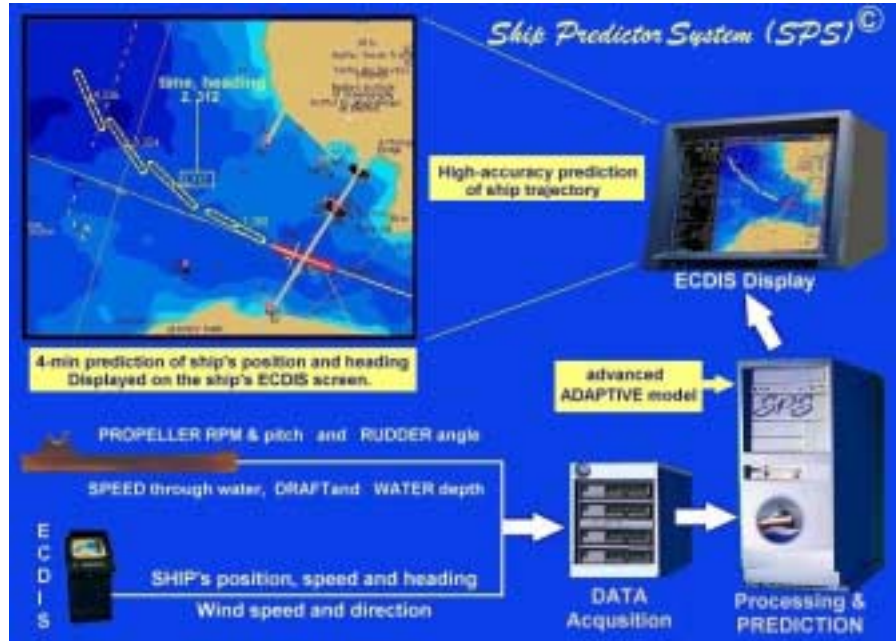 Ship Predictor System (SPS)©
time, heading
2, 312
High-accuracy prediction
of ship trajectory
ECDIS Display
4-min prediction of ship's position and heading
Displayed on the ship's ECDIS screen.
advanced
ADAPTIVE model
SPS
PROPELLER RPM & pitch and RUDDER angle
SPEED through water, DRAFTand WATER depth
ECDIS
SHIP's position, speed and heading
Wind speed and direction
DATA
Acqusition
Processing &
PREDICTION